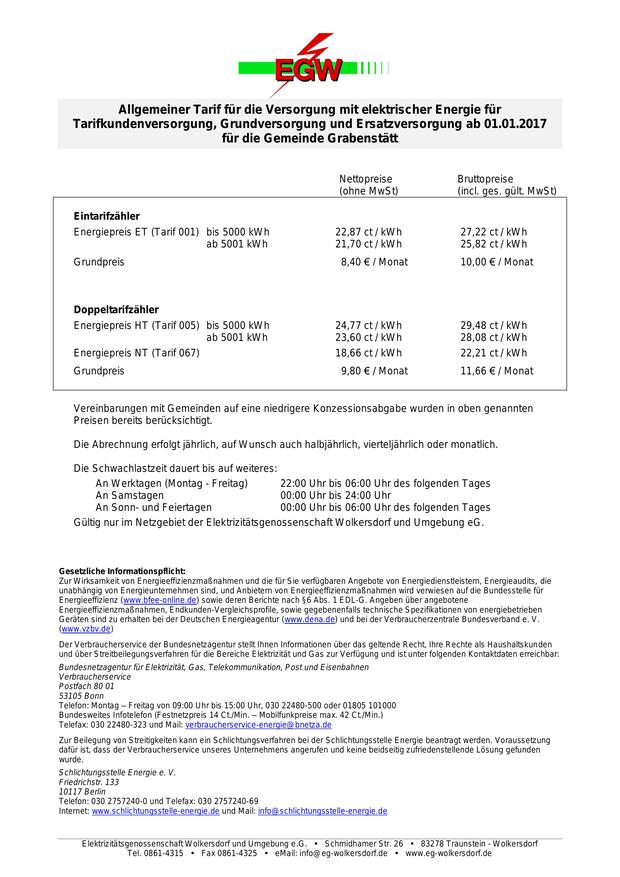 EGW
Allgemeiner Tarif für die Versorgung mit elektrischer Energie für
Tarifkundenversorgung, Grundversorgung und Ersatzversorgung ab 01.01.2017
für die Gemeinde Grabenstätt
Nettopreise Bruttopreise
(ohne MwSt) (incl. ges. gült. MwSt)
Eintarifzähler
Energiepreis ET (Tarif 001) bis 5000 kWh 22,87 ct / kWh 27,22 ct / kWh
ab 5001 kWh 21,70 ct / kWh 25,82 ct / kWh
Grundpreis 8,40 € / Monat 10,00 € / Monat
Doppeltarifzähler
Energiepreis HT (Tarif 005) bis 5000 kWh 24,77 ct / kWh 29,48 ct / kWh
ab 5001 kWh 23,60 ct / kWh 28,08 ct / kWh
Energiepreis NT (Tarif 067) 18,66 ct / kWh 22,21 ct / kWh
Grundpreis 9,80 € / Monat 11,66 € / Monat
Vereinbarungen mit Gemeinden auf eine niedrigere Konzessionsabgabe wurden in oben genannten
Preisen bereits berücksichtigt.
Die Abrechnung erfolgt jährlich, auf Wunsch auch halbjährlich, vierteljährlich oder monatlich.
Die Schwachlastzeit dauert bis auf weiteres:
An Werktagen (Montag - Freitag) 22:00 Uhr bis 06:00 Uhr des folgenden Tages
An Samstagen 00:00 Uhr bis 24:00 Uhr
An Sonn- und Feiertagen 00:00 Uhr bis 06:00 Uhr des folgenden Tages
Gültig nur im Netzgebiet der Elektrizitätsgenossenschaft Wolkersdorf und Umgebung eG.
Gesetzliche Informationspflicht:
Zur Wirksamkeit von Energieeffizienzmaßnahmen und die für Sie verfügbaren Angebote von Energiedienstleistern, Energieaudits, die
unabhängig von Energieunternehmen sind, und Anbietern von Energieeffizienzmaßnahmen wird verwiesen auf die Bundesstelle für
Energieeffizienz (www.bfee-online.de) sowie deren Berichte nach §6 Abs. 1 EDL-G. Angaben über angebotene
Energieeffizienzmaßnahmen, Endkunden-Vergleichsprofile, sowie gegebenenfalls technische Spezifikationen von energiebetrieben
Geräten sind zu erhalten bei der Deutschen Energieagentur (www.dena.de) und bei der Verbraucherzentrale Bundesverband e. V.
(www.vzbv.de)
Der Verbraucherservice der Bundesnetzagentur stellt Ihnen Informationen über das geltende Recht, Ihre Rechte als Haushaltskunden
und über Streitbeilegungsverfahren für die Bereiche Elektrizität und Gas zur Verfügung und ist unter folgenden Kontaktdaten erreichbar:
Bundesnetzagentur für Elektrizität, Gas, Telekommunikation, Post und Eisenbahnen
Verbraucherservice
Postfach 80 01
53105 Bonn
Telefon: Montag – Freitag von 09:00 Uhr bis 15:00 Uhr, 030 22480-500 oder 01805 101000
Bundesweites Infotelefon (Festnetzpreis 14 Ct./Min. – Mobilfunkpreise max. 42 Ct./Min.)
Telefax: 030 22480-323 und Mail: verbraucherservice-energie@bnetza.de
Zur Beilegung von Streitigkeiten kann ein Schlichtungsverfahren bei der Schlichtungsstelle Energie beantragt werden. Voraussetzung
dafür ist, dass der Verbraucherservice unseres Unternehmens angerufen und keine beidseitig zufriedenstellende Lösung gefunden
wurde.
Schlichtungsstelle Energie e. V.
Friedrichstr. 133
10117 Berlin
Telefon: 030 2757240-0 und Telefax: 030 2757240-69
Internet: www.schlichtungsstelle-energie.de und Mail: info@schlichtungsstelle-energie.de
Elektrizitätsgenossenschaft Wolkersdorf und Umgebung e.G. • Schmidhamer Str. 26 • 83278 Traunstein - Wolkersdorf
Tel. 0861-4315 • Fax 0861-4325 • eMail: info@eg-wolkersdorf.de • www.eg-wolkersdorf.de